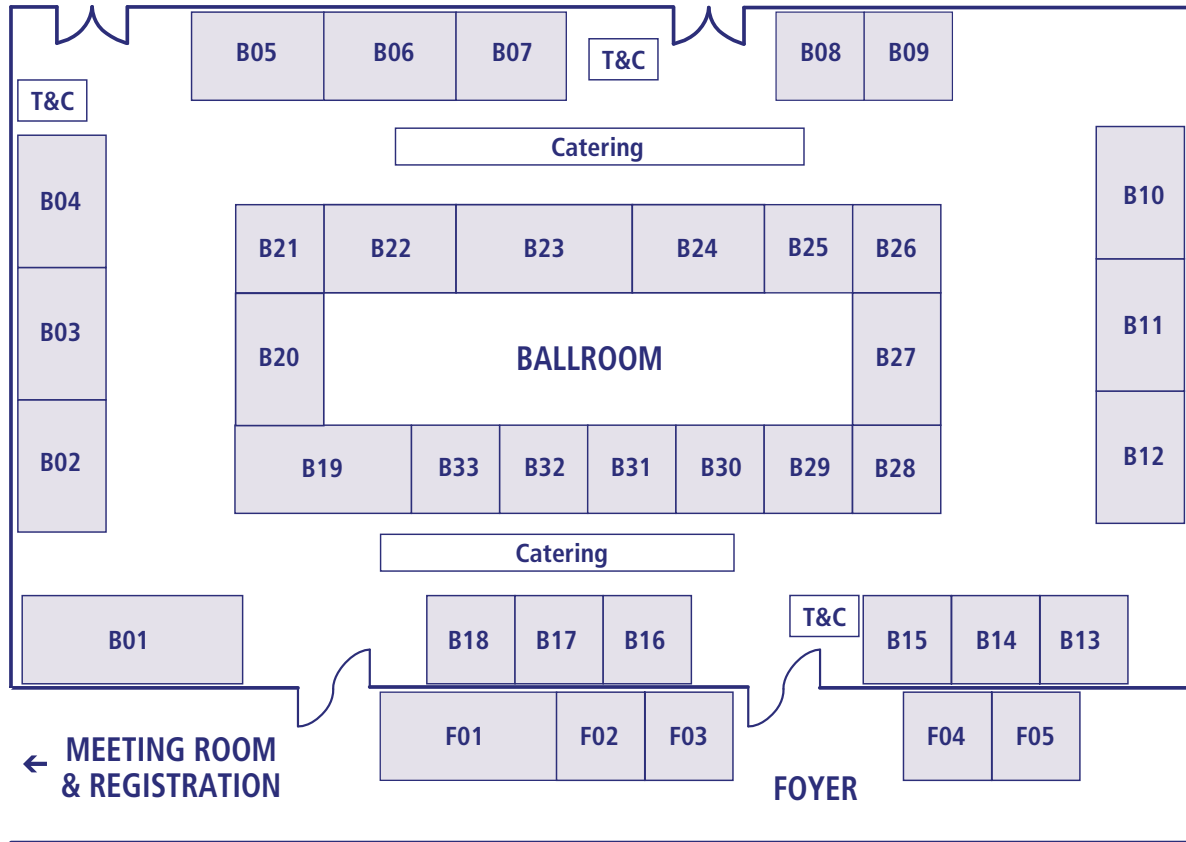 B05 B06 B07 T&C B08 B09
T&C
Catering
B04 B10
B21 B22 B23 B24 B25 B26
B03 B11
B20 BALLROOM B27
B02 B12
B19 B33 B32 B31 B30 B29 B28
Catering
T&C
B01 B18 B17 B16 B15 B14 B13
F01 F02 F03 F04 F05
← MEETING ROOM
& REGISTRATION
FOYER